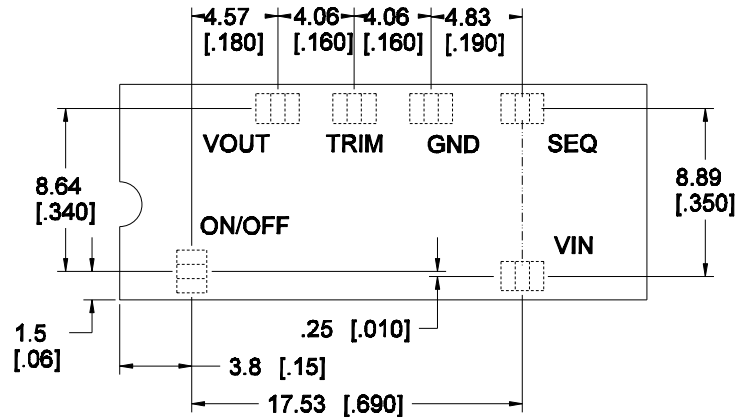 4.57 4.06 4.06 4.83
[.180] [.160] [.160] [.190]
VOUT TRIM GND SEQ
8.64
[.340]
8.89
[.350]
ON/OFF
VIN
1.5
[.06]
.25 [.010]
3.8 [.15]
17.53 [.690]